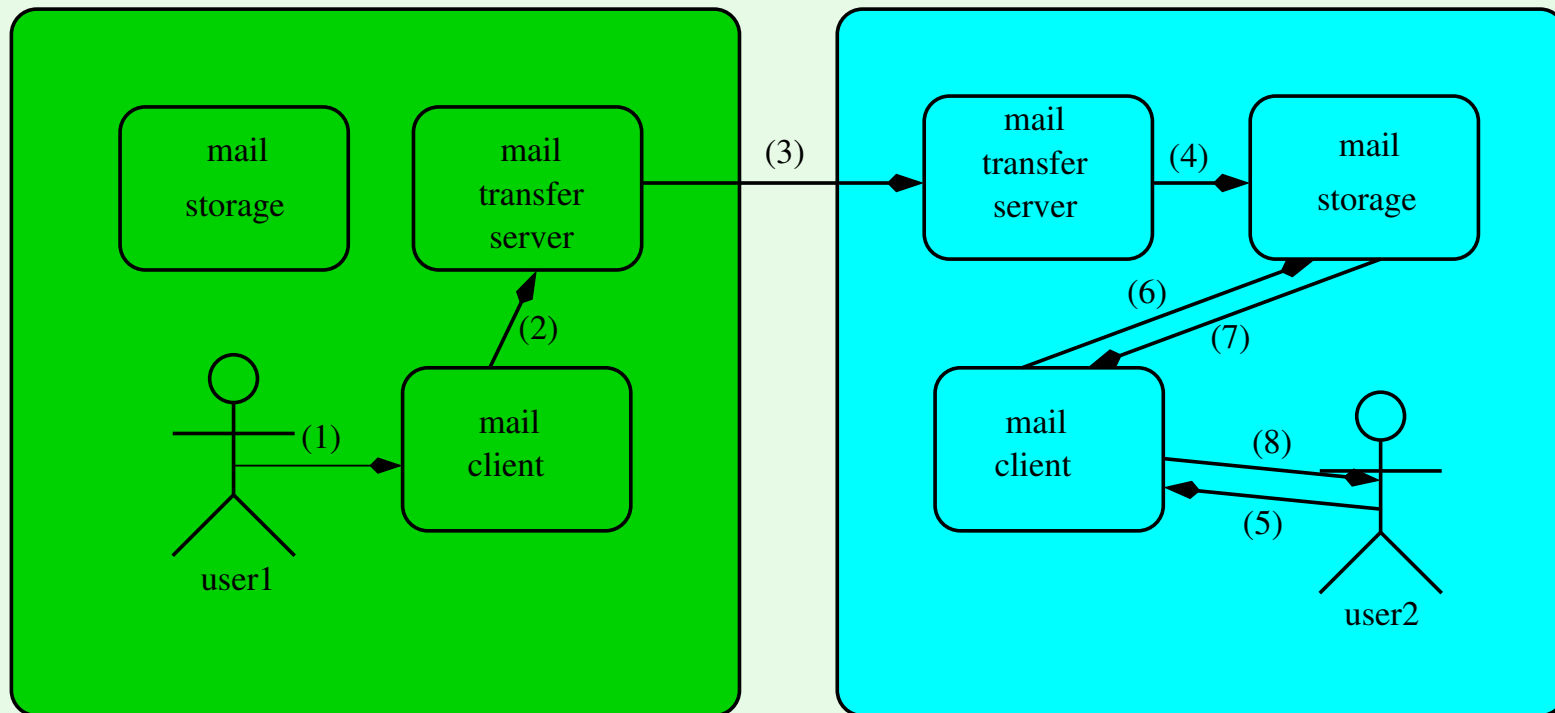 mail
storage
mail
transfer
server
(3)
mail
transfer
server
(4)
mail
storage
(2)
(6)
(7)
(1)
mail
client
user1
mail
client
(8)
(5)
user2